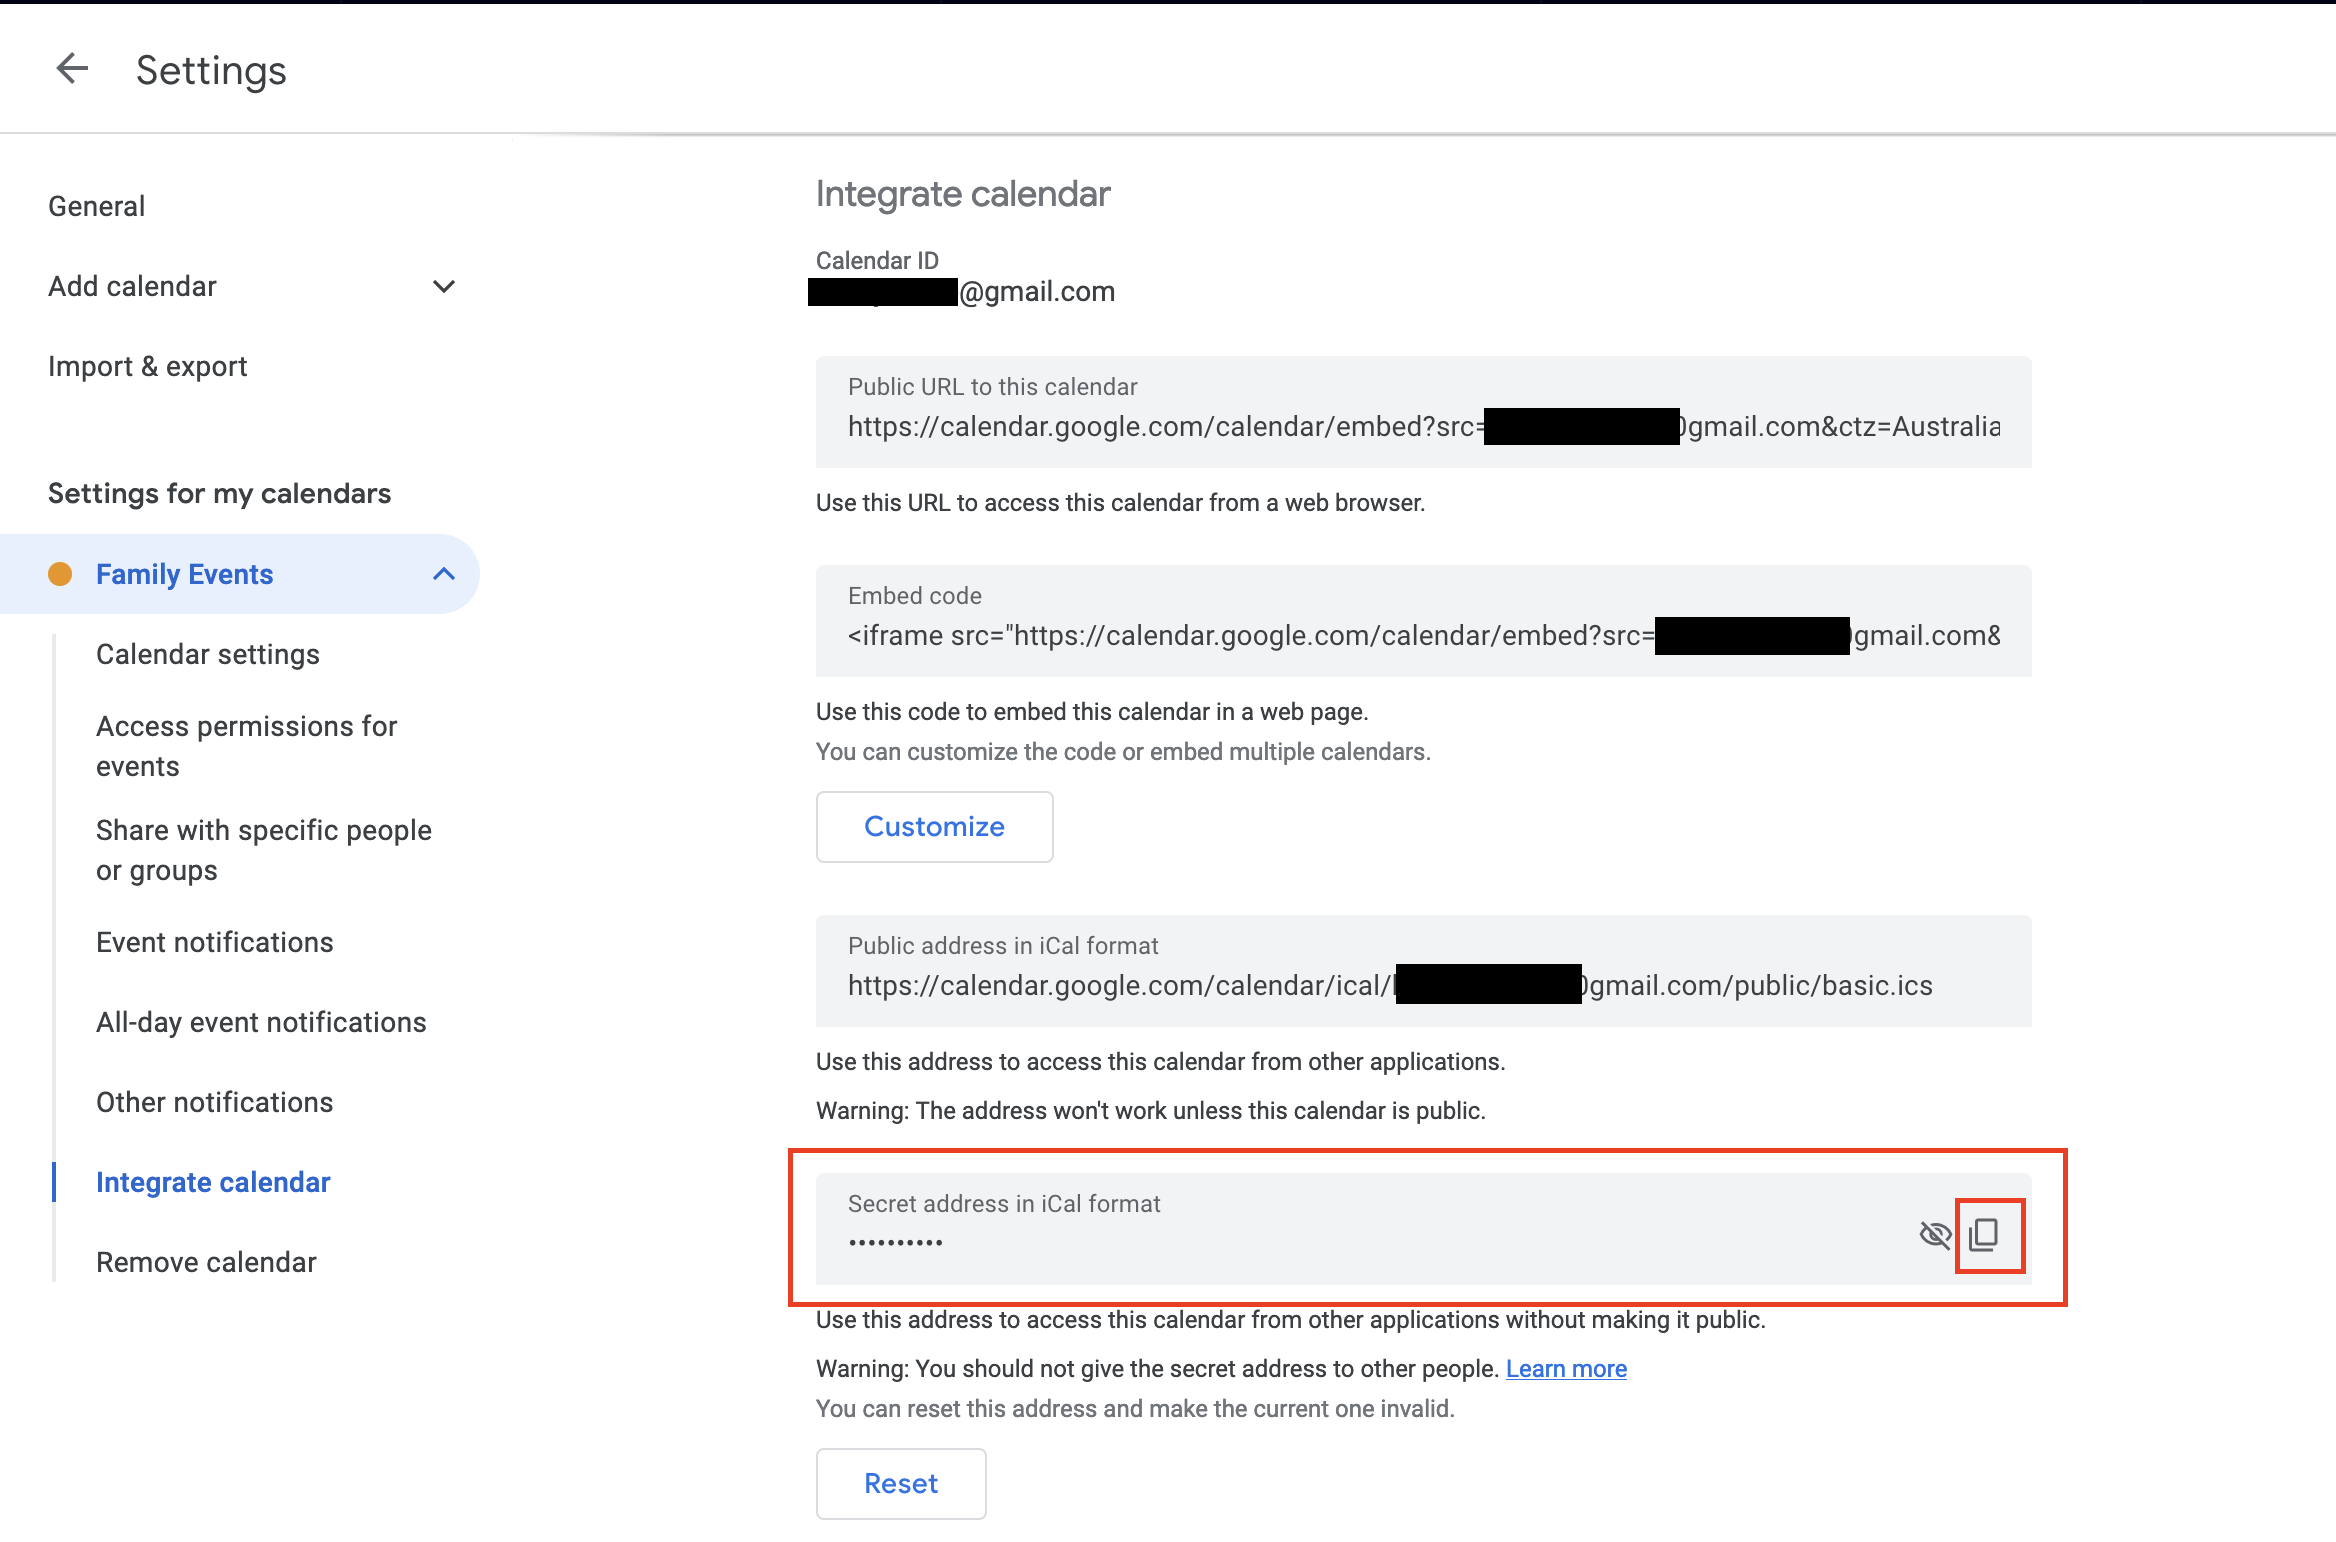 Settings
General
Add calendar
Import & export
Settings for my calendars
Family Events
Calendar settings
Access permissions for
events
Share with specific people
or groups
Event notifications
All-day event notifications
Other notifications
Integrate calendar
Remove calendar
Integrate calendar
Calendar ID
@gmail.com
Public URL to this calendar
https://calendar.google.com/calendar/embed?src= gmail.com&ctz=Australia
Use this URL to access this calendar from a web browser.
Embed code
<iframe src="https://calendar.google.com/calendar/embed?src= gmail.com&
Use this code to embed this calendar in a web page.
You can customize the code or embed multiple calendars.
Customize
Public address in iCal format
https://calendar.google.com/calendar/ical/ gmail.com/public/basic.ics
Use this address to access this calendar from other applications.
Warning: The address won't work unless this calendar is public.
Secret address in iCal format
••••••••••
Use this address to access this calendar from other applications without making it public.
Warning: You should not give the secret address to other people. Learn more
You can reset this address and make the current one invalid.
Reset